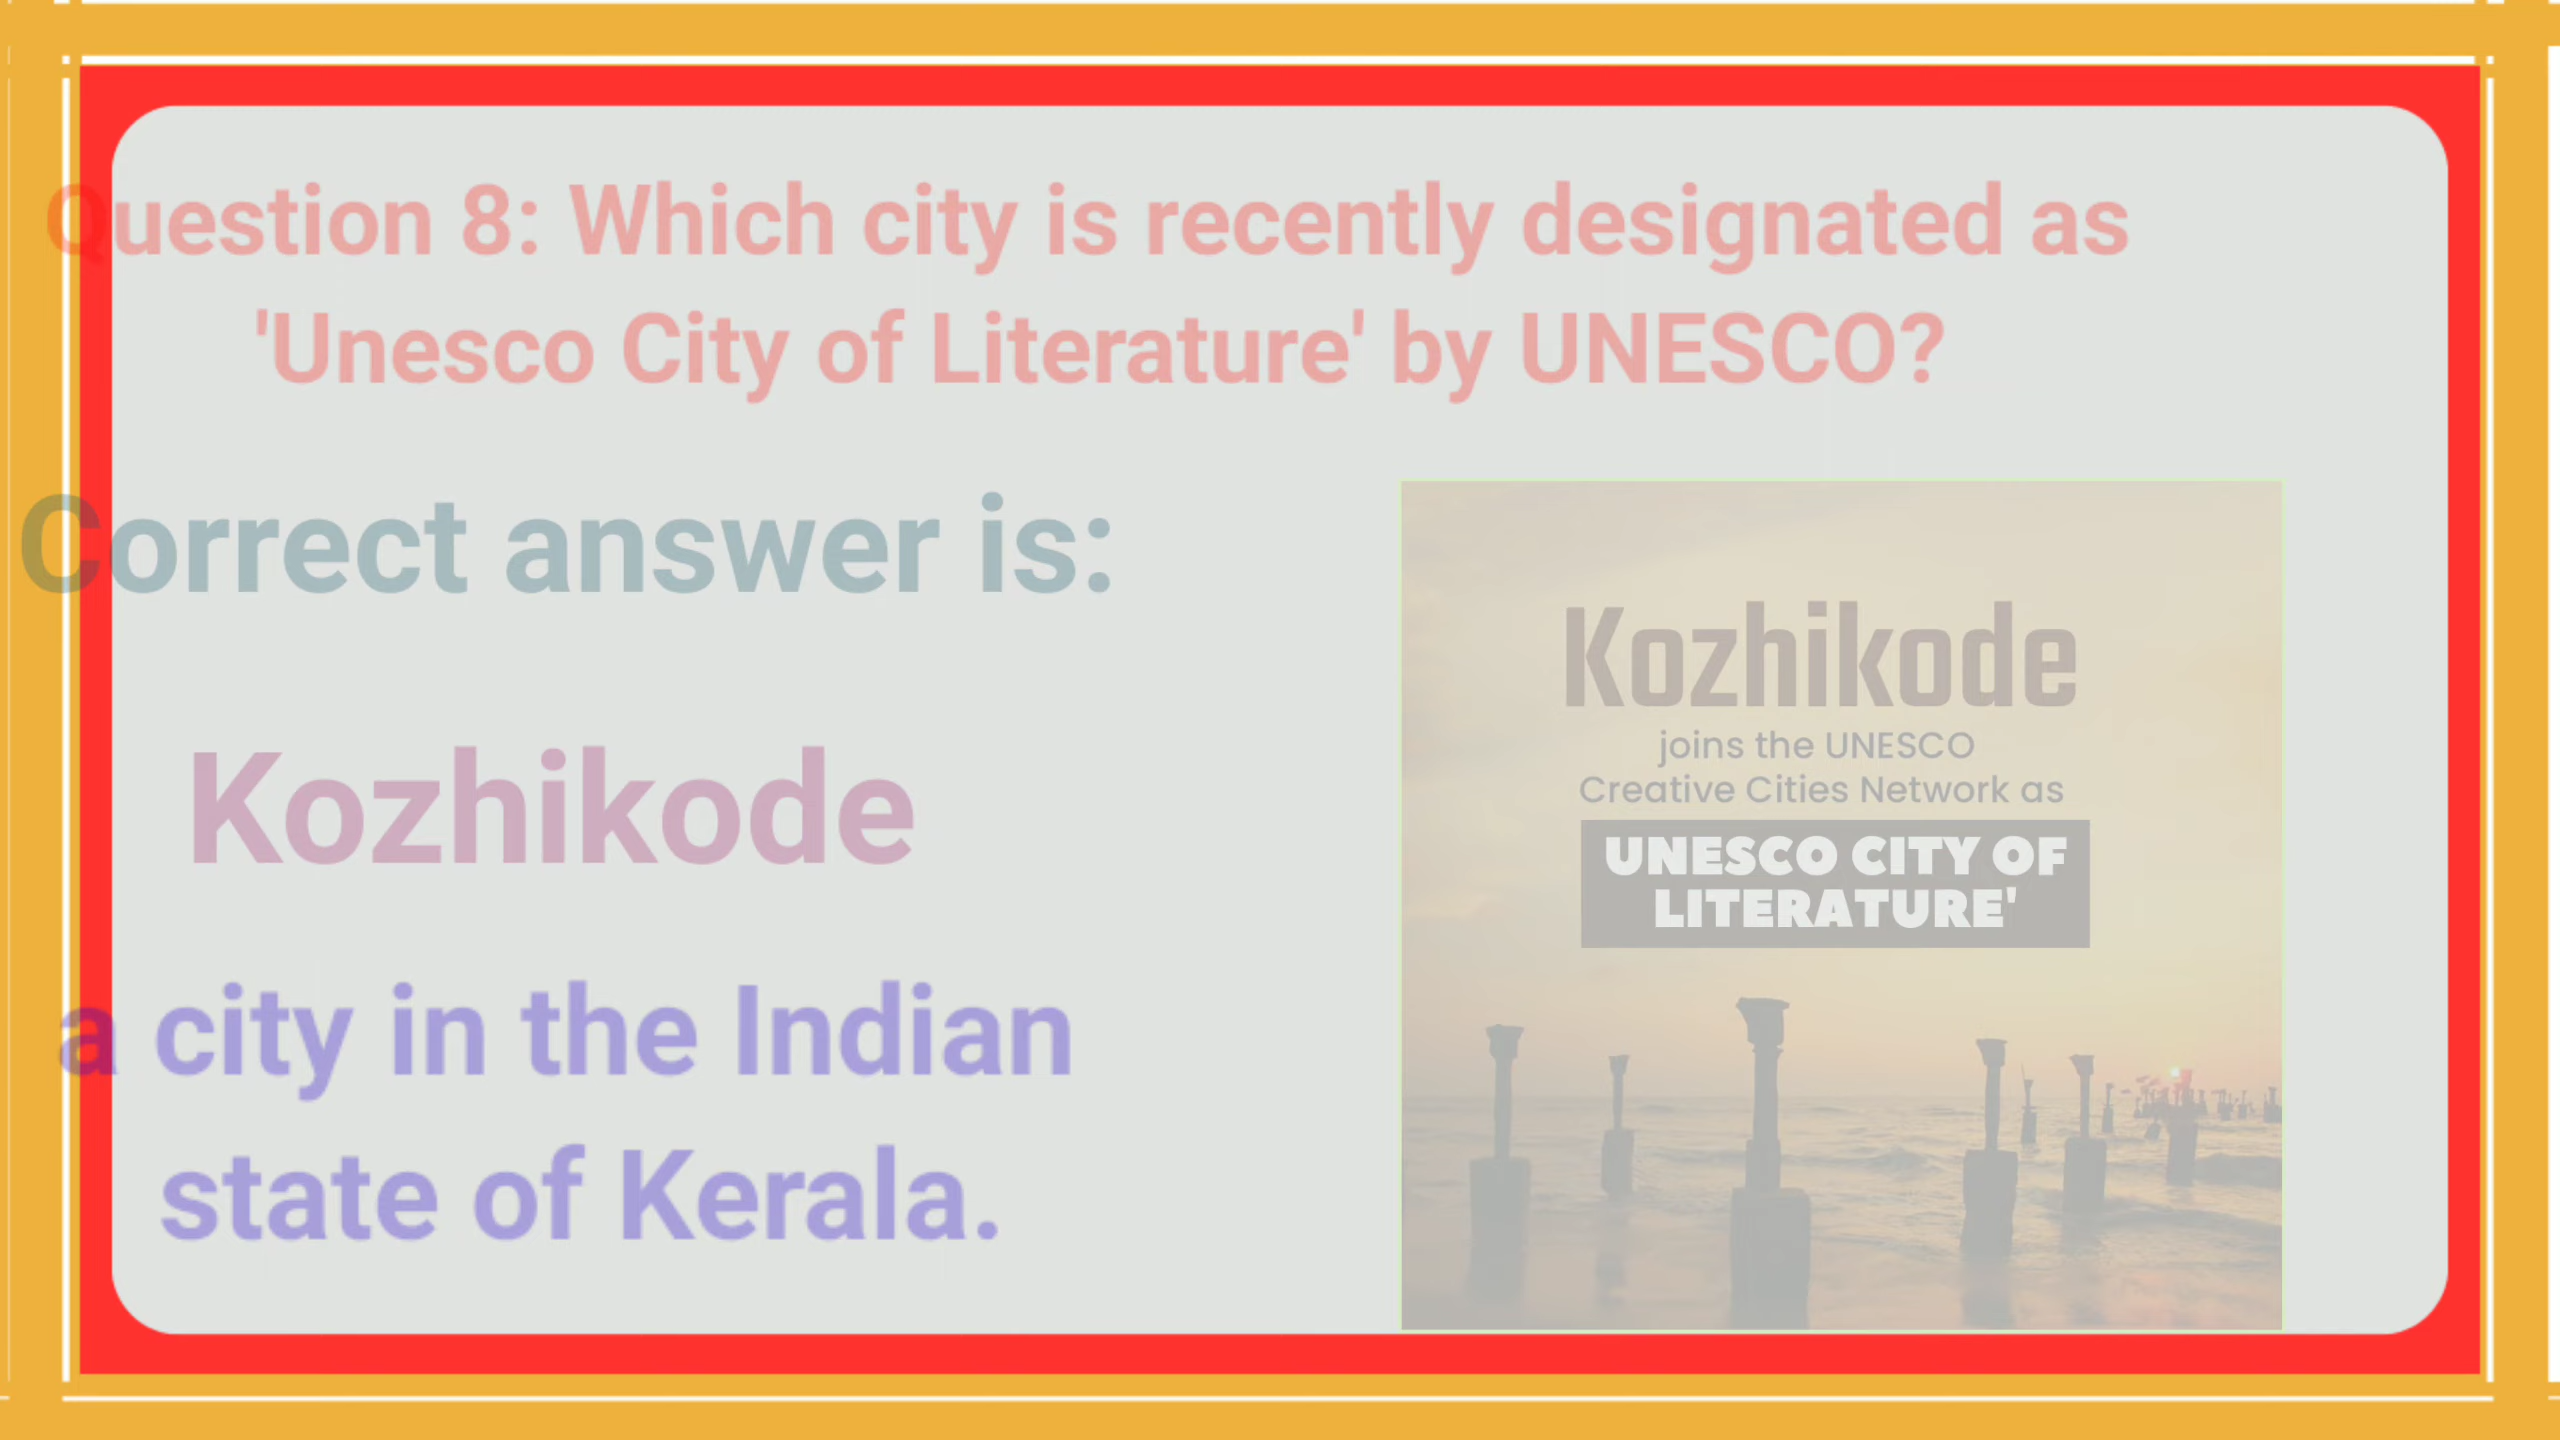 Question 8: Which city is recently designated as
'Unesco City of Literature' by UNESCO?
Correct answer is:
Kozhikode
a city in the Indian
state of Kerala.
Kozhikode
joins the UNESCO
Creative Cities Network as
UNESCO CITY OF
LITERATURE'